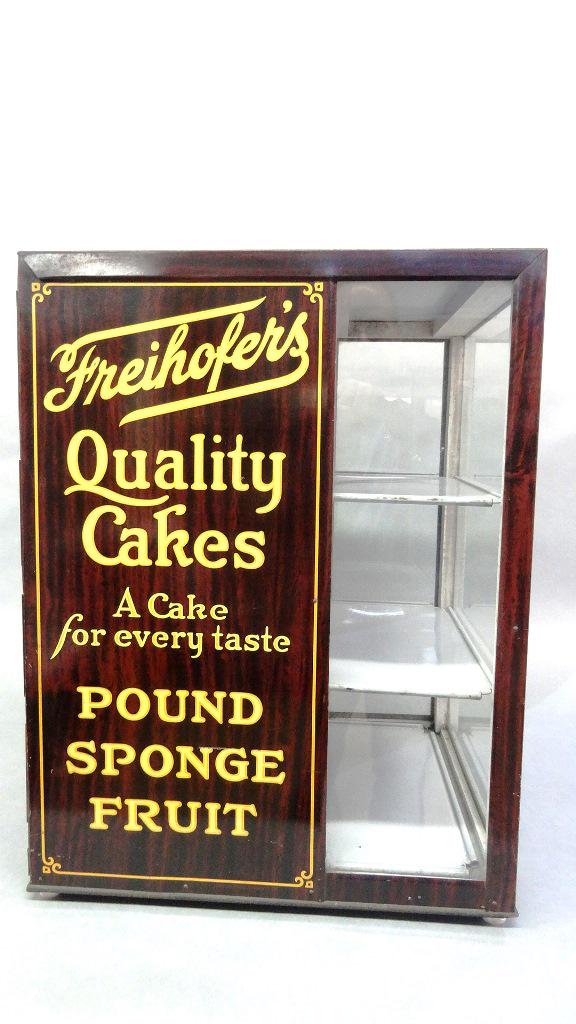 Freihofer's
Quality
Cakes
A Cake
for every taste
POUND
SPONGE
FRUIT